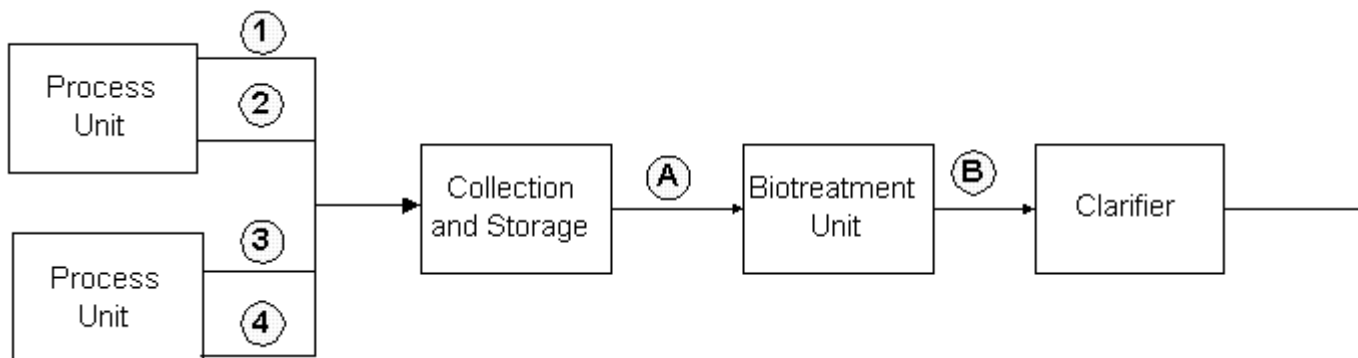 1
Process
Unit
2
Collection
and Storage
A
Biotreatment
Unit
B
Clarifier
3
Process
Unit
4